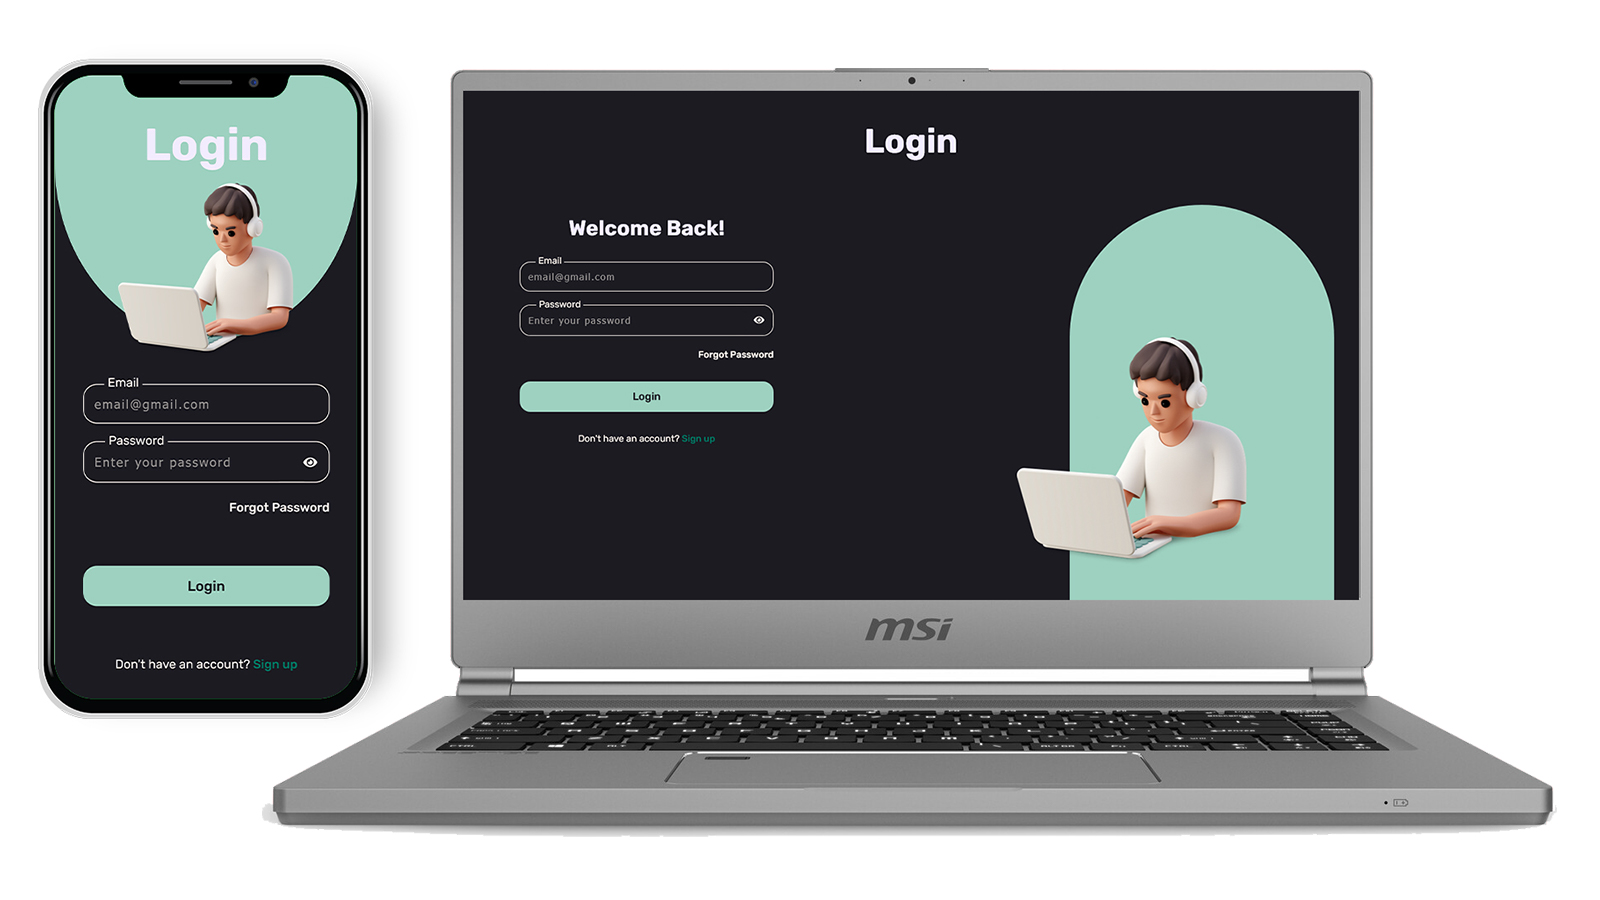 Login
Email
email@gmail.com
Password
Enter your password
Forgot Password
Login
Don't have an account? Sign up
Login
Welcome Back!
Email
email@gmail.com
Password
Enter your password
Forgot Password
Login
Don't have an account? Sign up
msi